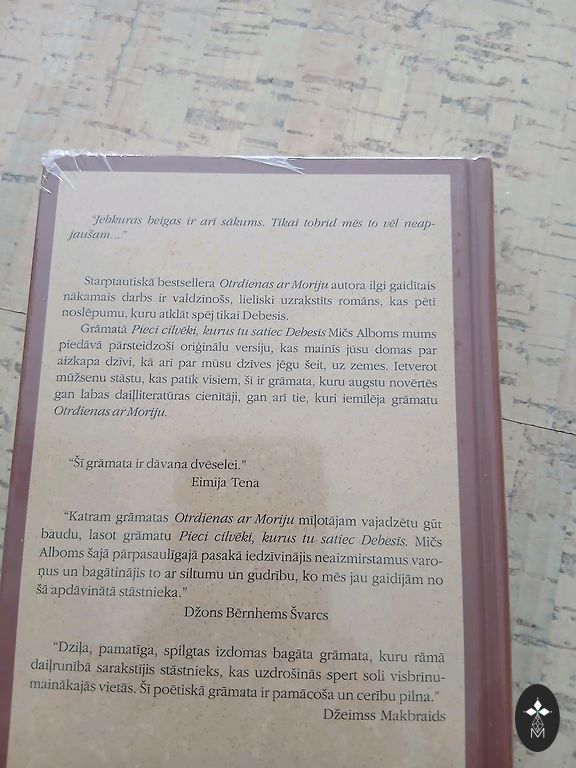 "Jebkuras beigas ir arī sākums. Tikai tobrīd mēs to vēl neap-
jaušam..."
Starptautiskā bestsellera Otrdienas ar Moriju autora ilgi gaidītais
nākamais darbs ir valdzinošs, lieliski uzrakstīts romāns, kas pētī
noslēpumu, kuru atklāt spēj tikai Debesis.
Grāmatā Pieci cilvēki, kurus tu satiec Debesīs Mičs Alboms mums
piedāvā pārsteidzoši oriģinālu versiju, kas mainīs jūsu domas par
aizkapa dzīvi, kā arī par mūsu dzīves jēgu šeit, uz zemes. Ietverot
mūžsenu stāstu, kas patīk visiem, šī ir grāmata, kuru augstu novērtēs
gan labas daiļliteratūras cienītāji, gan arī tie, kuri iemīlēja grāmatu
Otrdienas ar Moriju.
"Šī grāmata ir dāvana dvēselei."
Eimija Tena
"Katram grāmatas Otrdienas ar Moriju mīļotājam vajadzētu gūt
baudu, lasot grāmatu Pieci cilvēki, kurus tu satiec Debesīs. Mičs
Alboms šajā pārpasaulīgajā pasakā iedzīvinājis neaizmirstamus varo-
ņus un bagātinājis to ar siltumu un gudrību, ko mēs jau gaidījām no
šā apdāvinātā stāstnieka."
Džons Bērnhems Švarcs
"Dziļa, pamatīga, spilgtas izdomas bagāta grāmata, kuru rāmā
daiļrunībā sarakstījis stāstnieks, kas uzdrošinās spert soli visbrīnu-
mainākajās vietās. Šī poētiskā grāmata ir pamācoša un cerību pilna."
Džeimss Makbraids